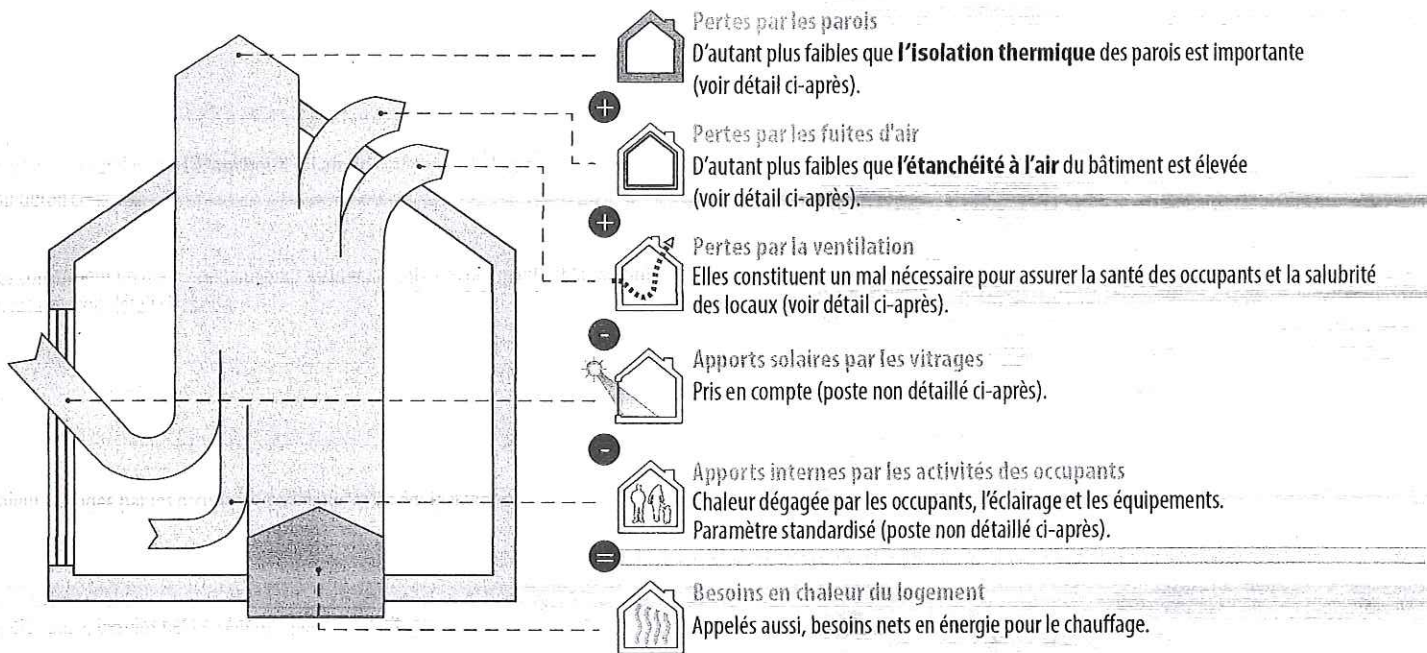 Pertes par les parois
D'autant plus faibles que l'isolation thermique des parois est importante
(voir détail ci-après).
+
Pertes par les fuites d'air
D'autant plus faibles que l'étanchéité à l'air du bâtiment est élevée
(voir détail ci-après).
+
Pertes par la ventilation
Elles constituent un mal nécessaire pour assurer la santé des occupants et la salubrité
des locaux (voir détail ci-après).
-
Apports solaires par les vitrages
Pris en compte (poste non détaillé ci-après).
-
Apports internes par les activités des occupants
Chaleur dégagée par les occupants, l'éclairage et les équipements.
Paramètre standardisé (poste non détaillé ci-après).
=
Besoins en chaleur du logement
Appelés aussi, besoins nets en énergie pour le chauffage.